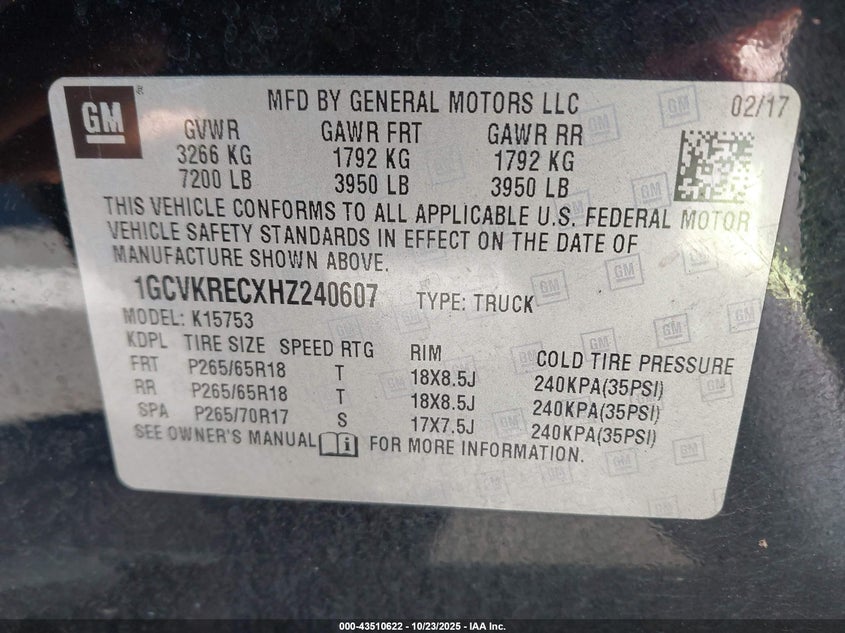 GM
MFD BY GENERAL MOTORS LLC
02/17
GVWR GAWR FRT GAWR RR
3266 KG 1792 KG 1792 KG
7200 LB 3950 LB 3950 LB
THIS VEHICLE CONFORMS TO ALL APPLICABLE U.S. FEDERAL MOTOR
VEHICLE SAFETY STANDARDS IN EFFECT ON THE DATE OF
MANUFACTURE SHOWN ABOVE.
1GCVKRECXHZ240607 TYPE: TRUCK
MODEL: K15753
KDPL TIRE SIZE SPEED RTG RIM COLD TIRE PRESSURE
FRT P265/65R18 T 18X8.5J 240KPA(35PSI)
RR P265/65R18 T 18X8.5J 240KPA(35PSI)
SPA P265/70R17 S 17X7.5J 240KPA(35PSI)
SEE OWNER'S MANUAL FOR MORE INFORMATION.
000-43510622 - 10/23/2025 - IAA Inc.